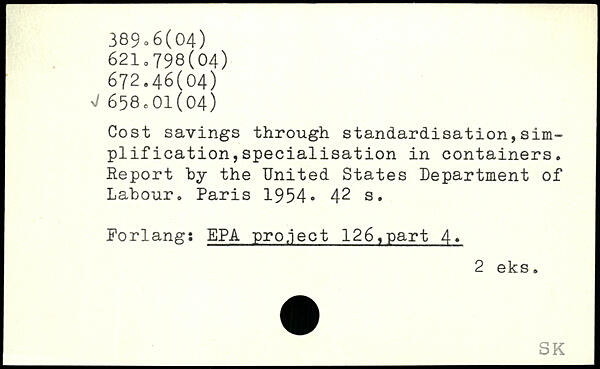 389.6(04)
621.798(04)
672.46(04)
✓ 658.01(04)
Cost savings through standardisation,sim-
plification,specialisation in containers.
Report by the United States Department of
Labour. Paris 1954. 42 s.
Forlang: EPA project 126,part 4.
2 eks.
SK